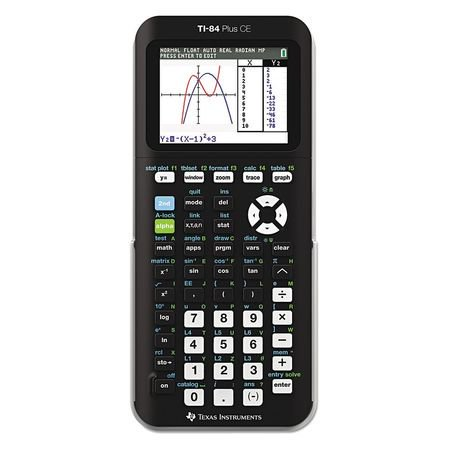 TI-84 Plus CE
NORMAL FLOAT AUTO REAL RADIAN MP
PRESS ENTER TO EDIT
X Y2
0 2
1 3
2 2
3 -1
4 -6
5 -13
6 -22
7 -33
8 -46
9 -61
10 -78
Y2=-(X-1)²+3
stat plot f1 tblset f2 format f3 calc f4 table f5
y= window zoom trace graph
quit ins
2nd mode del
A-lock link list
alpha X,T,θ,n stat
test A angle B draw C distr
math apps prgm vars clear
matrix D sin⁻¹ E cos⁻¹ F tan⁻¹ G π H
x⁻¹ sin cos tan ^
√ I EE J { K } L e M
x² , ( ) ÷
10ˣ N u O v P w Q [ R
log 7 8 9 ×
eˣ S L4 T L5 U L6 V ] W
ln 4 5 6 −
rcl X L1 Y L2 Z L3 θ mem "
sto→ 1 2 3 +
off catalog i : ans ? entry solve
on 0 . (-) enter
TEXAS INSTRUMENTS